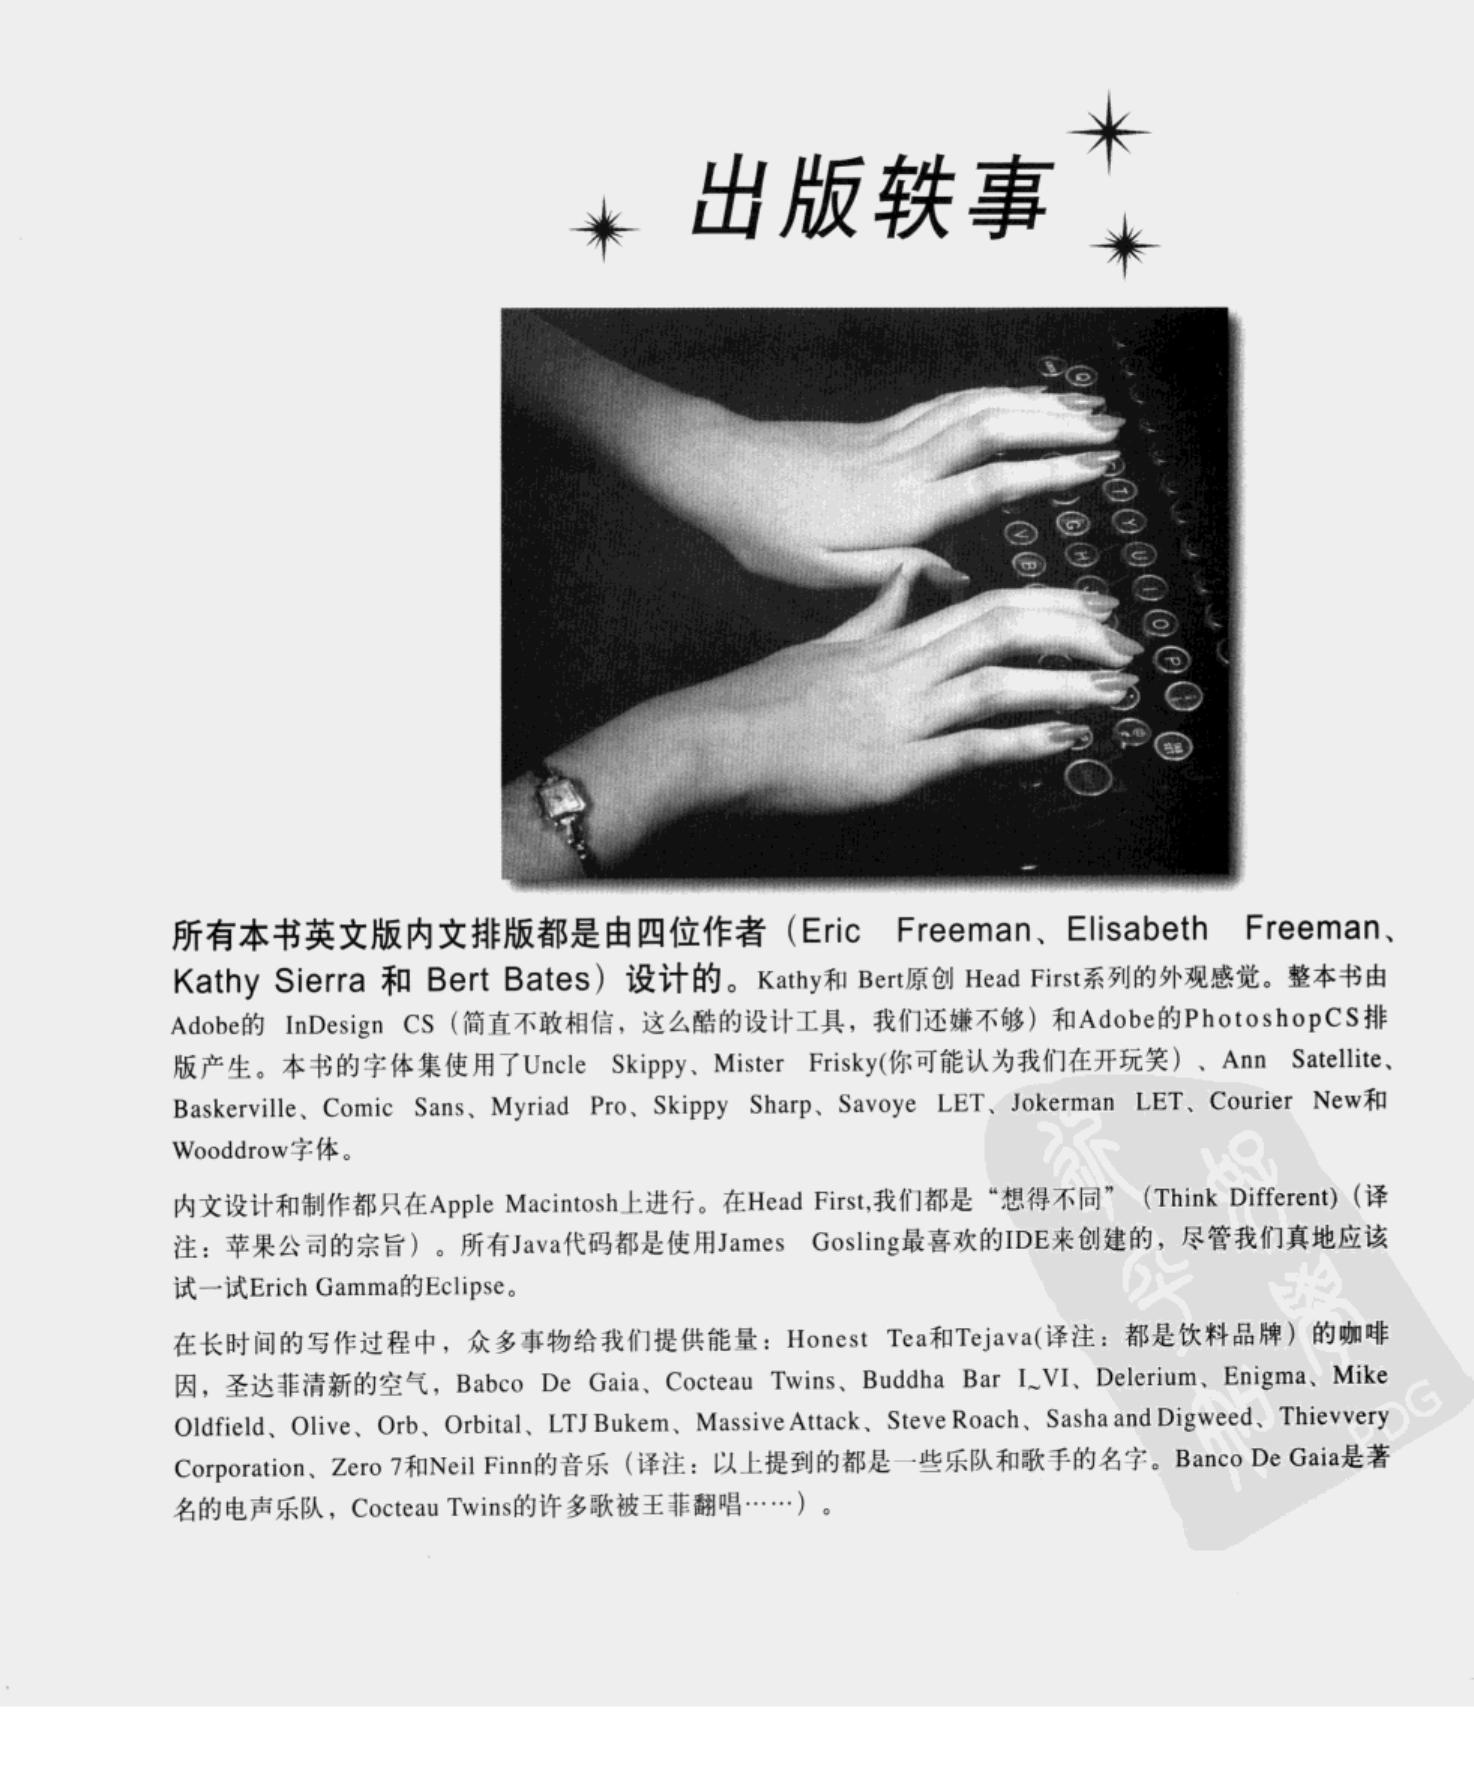 出版轶事
Q
T
G
Y
V
H
U
B
J
I
O
P
所有本书英文版内文排版都是由四位作者（Eric Freeman、Elisabeth Freeman、
Kathy Sierra 和 Bert Bates）设计的。Kathy和 Bert原创 Head First系列的外观感觉。整本书由
Adobe的 InDesign CS（简直不敢相信，这么酷的设计工具，我们还嫌不够）和Adobe的PhotoshopCS排
版产生。本书的字体集使用了Uncle Skippy、Mister Frisky(你可能认为我们在开玩笑）、Ann Satellite、
Baskerville、Comic Sans、Myriad Pro、Skippy Sharp、Savoye LET、Jokerman LET、Courier New和
Wooddrow字体。
内文设计和制作都只在Apple Macintosh上进行。在Head First,我们都是“想得不同”（Think Different)（译
注：苹果公司的宗旨）。所有Java代码都是使用James Gosling最喜欢的IDE来创建的，尽管我们真地应该
试一试Erich Gamma的Eclipse。
在长时间的写作过程中，众多事物给我们提供能量：Honest Tea和Tejava(译注：都是饮料品牌）的咖啡
因，圣达菲清新的空气，Babco De Gaia、Cocteau Twins、Buddha Bar I~VI、Delerium、Enigma、Mike
Oldfield、Olive、Orb、Orbital、LTJ Bukem、Massive Attack、Steve Roach、Sasha and Digweed、Thievvery
Corporation、Zero 7和Neil Finn的音乐（译注：以上提到的都是一些乐队和歌手的名字。Banco De Gaia是著
名的电声乐队，Cocteau Twins的许多歌被王菲翻唱……）。
PDG